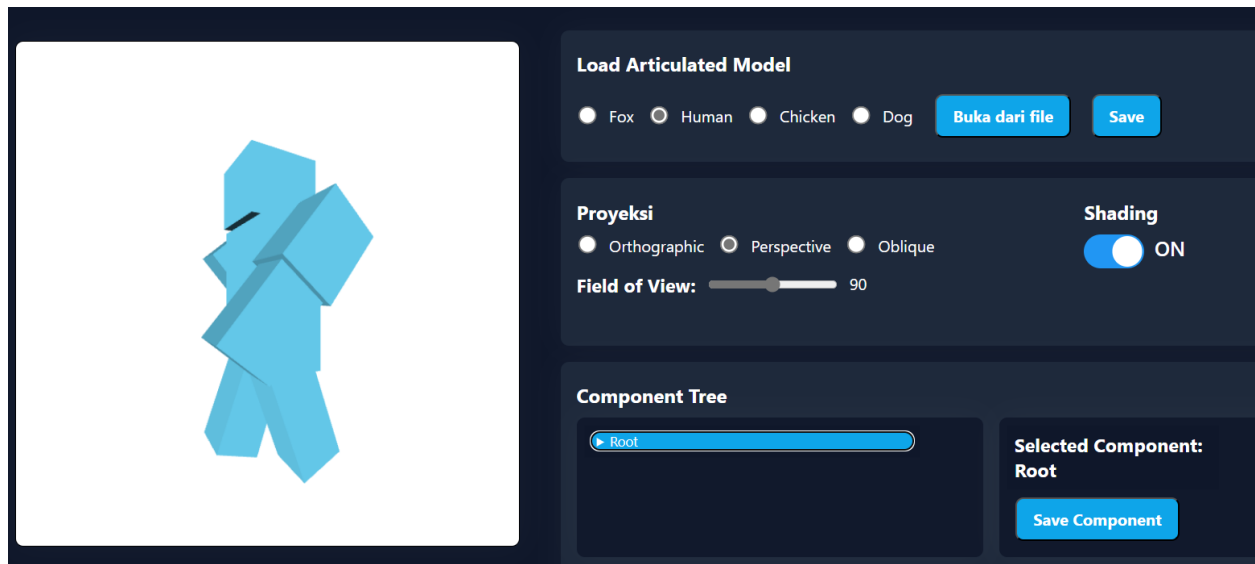 Load Articulated Model
Fox Human Chicken Dog Buka dari file Save
Proyeksi
Orthographic Perspective Oblique
Field of View: 90
Shading
ON
Component Tree
Root
Selected Component:
Root
Save Component